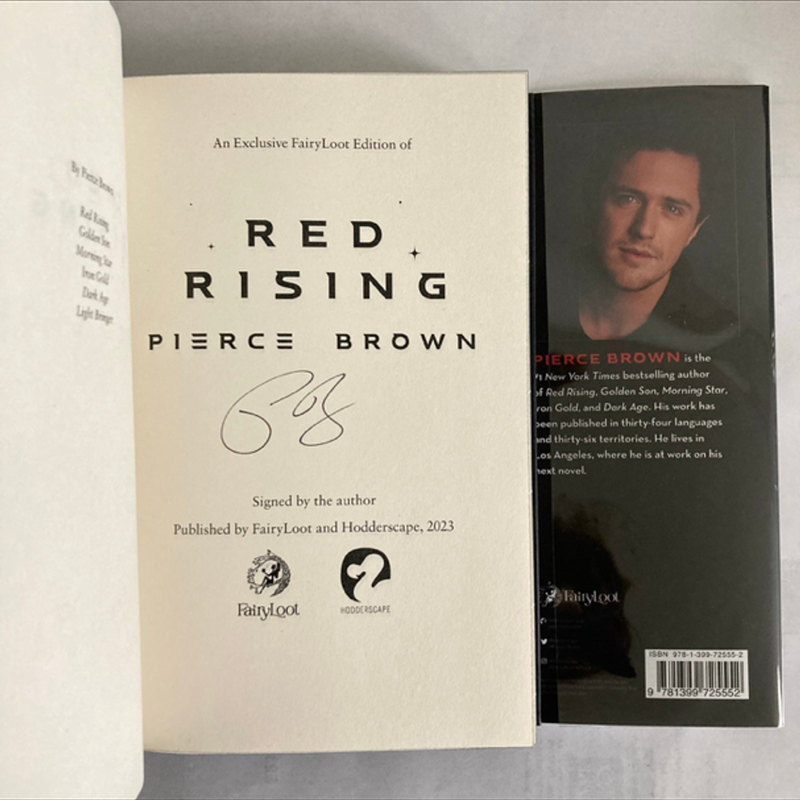 By Pierce Brown
Red Rising
Golden Son
Morning Star
Iron Gold
Dark Age
Light Bringer
An Exclusive FairyLoot Edition of
RED
RISING
PIERCE BROWN
Signed by the author
Published by FairyLoot and Hodderscape, 2023
FairyLoot
HODDERSCAPE
PIERCE BROWN is the
#1 New York Times bestselling author
of Red Rising, Golden Son, Morning Star,
Iron Gold, and Dark Age. His work has
been published in thirty-four languages
and thirty-six territories. He lives in
Los Angeles, where he is at work on his
next novel.
FairyLoot
ISBN 978-1-399-72555-2
9 781399 725552